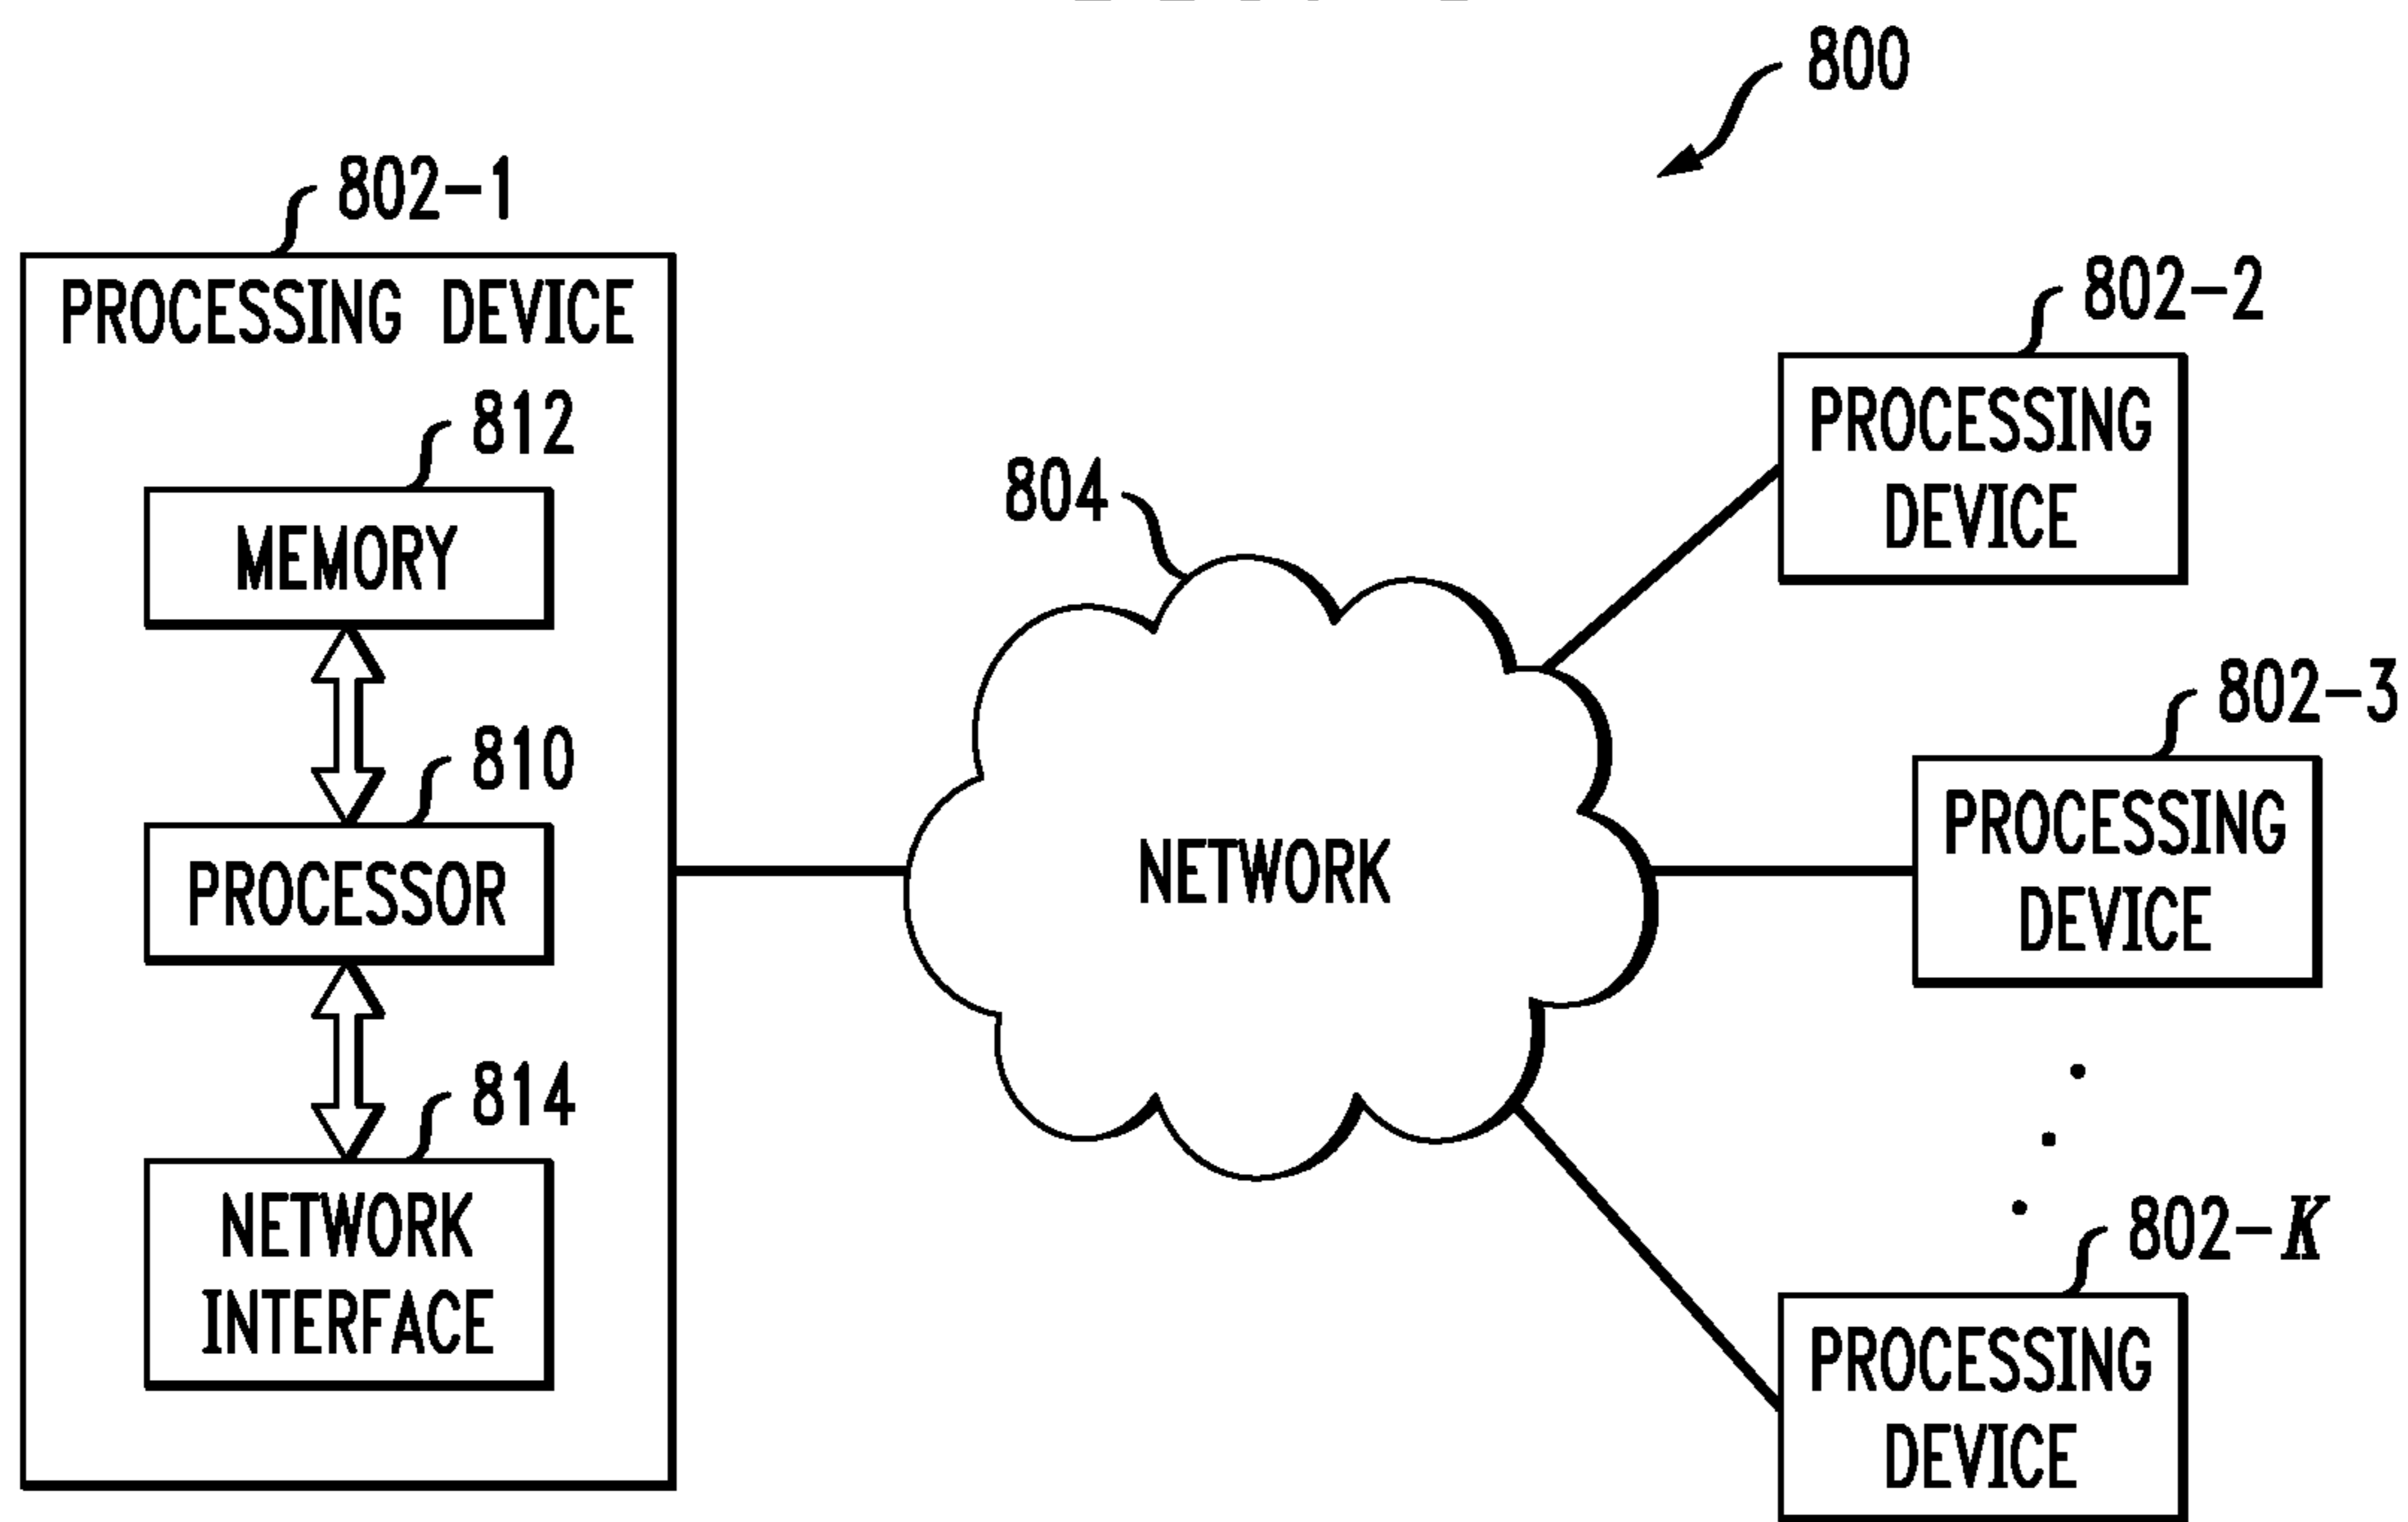 800
802-1
PROCESSING DEVICE
812
MEMORY
810
PROCESSOR
814
NETWORK
INTERFACE
804
NETWORK
802-2
PROCESSING
DEVICE
802-3
PROCESSING
DEVICE
802-K
PROCESSING
DEVICE